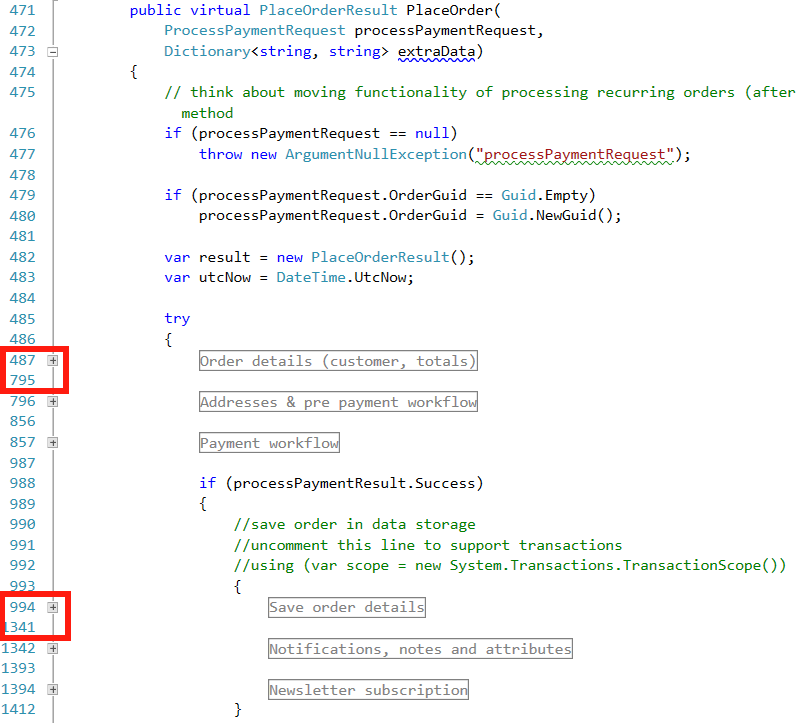 471 public virtual PlaceOrderResult PlaceOrder(
472 ProcessPaymentRequest processPaymentRequest,
473 Dictionary<string, string> extraData)
474 {
475 // think about moving functionality of processing recurring orders (after
method
476 if (processPaymentRequest == null)
477 throw new ArgumentNullException("processPaymentRequest");
478
479 if (processPaymentRequest.OrderGuid == Guid.Empty)
480 processPaymentRequest.OrderGuid = Guid.NewGuid();
481
482 var result = new PlaceOrderResult();
483 var utcNow = DateTime.UtcNow;
484
485 try
486 {
487 Order details (customer, totals)
795
796 Addresses & pre payment workflow
856
857 Payment workflow
987
988 if (processPaymentResult.Success)
989 {
990 //save order in data storage
991 //uncomment this line to support transactions
992 //using (var scope = new System.Transactions.TransactionScope())
993 {
994 Save order details
1341
1342 Notifications, notes and attributes
1393
1394 Newsletter subscription
1412 }